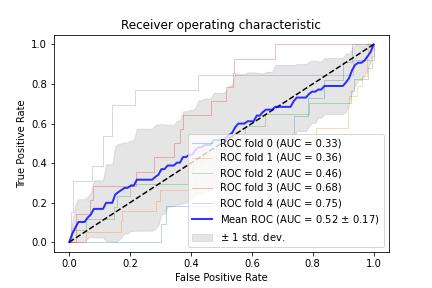 Receiver operating characteristic
True Positive Rate
1.0
0.8
0.6
0.4
0.2
0.0
ROC fold 0 (AUC = 0.33)
ROC fold 1 (AUC = 0.36)
ROC fold 2 (AUC = 0.46)
ROC fold 3 (AUC = 0.68)
ROC fold 4 (AUC = 0.75)
Mean ROC (AUC = 0.52 ± 0.17)
± 1 std. dev.
0.0 0.2 0.4 0.6 0.8 1.0
False Positive Rate